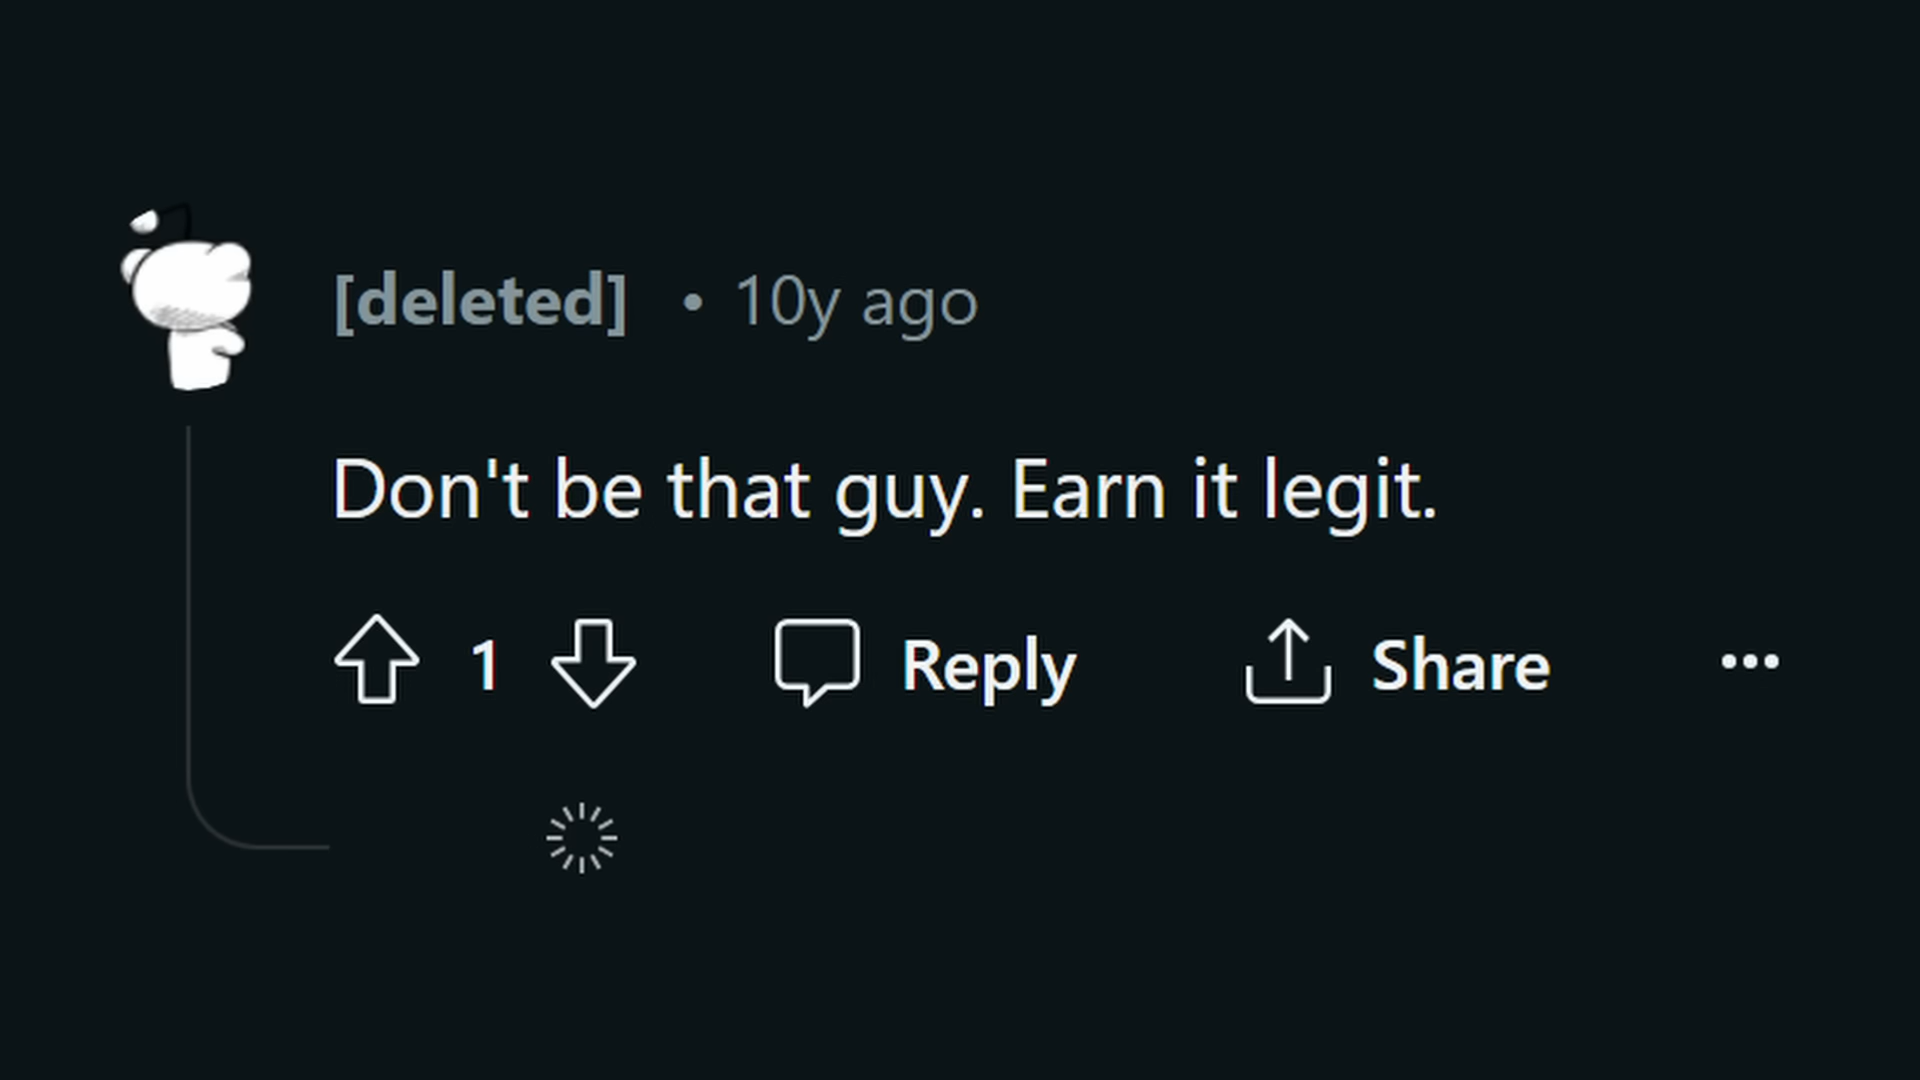 [deleted] • 10y ago
Don't be that guy. Earn it legit.
1 Reply Share